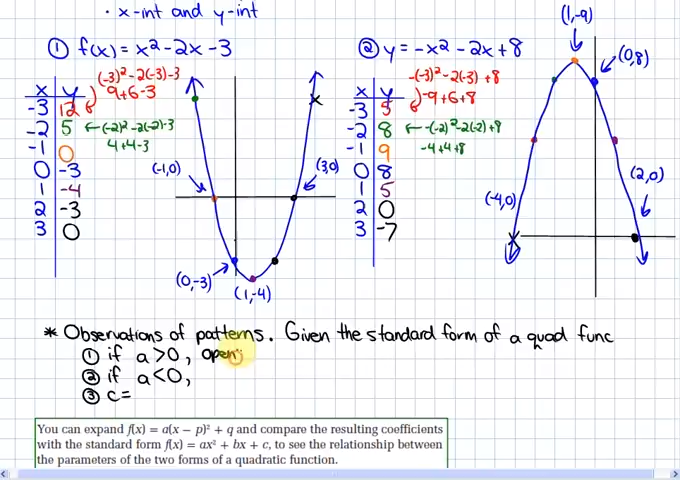 • x-int and y-int
① f(x) = x² - 2x - 3
x y
-3 12
-2 5
-1 0
0 -3
1 -4
2 -3
3 0
(-3)² - 2(-3) - 3
9 + 6 - 3
← (-2)² - 2(-2) - 3
4 + 4 - 3
(-1,0)
(3,0)
(0,-3)
(1,-4)
② y = -x² - 2x + 8
x y
-3 5
-2 8
-1 9
0 8
1 5
2 0
3 -7
-(-3)² - 2(-3) + 8
-9 + 6 + 8
← -(-2)² - 2(-2) + 8
-4 + 4 + 8
(1,-9)
(0,8)
(-4,0)
(2,0)
* Observations of patterns. Given the standard form of a quad func
① if a > 0, open
② if a < 0,
③ c =
You can expand f(x) = a(x − p)² + q and compare the resulting coefficients
with the standard form f(x) = ax² + bx + c, to see the relationship between
the parameters of the two forms of a quadratic function.